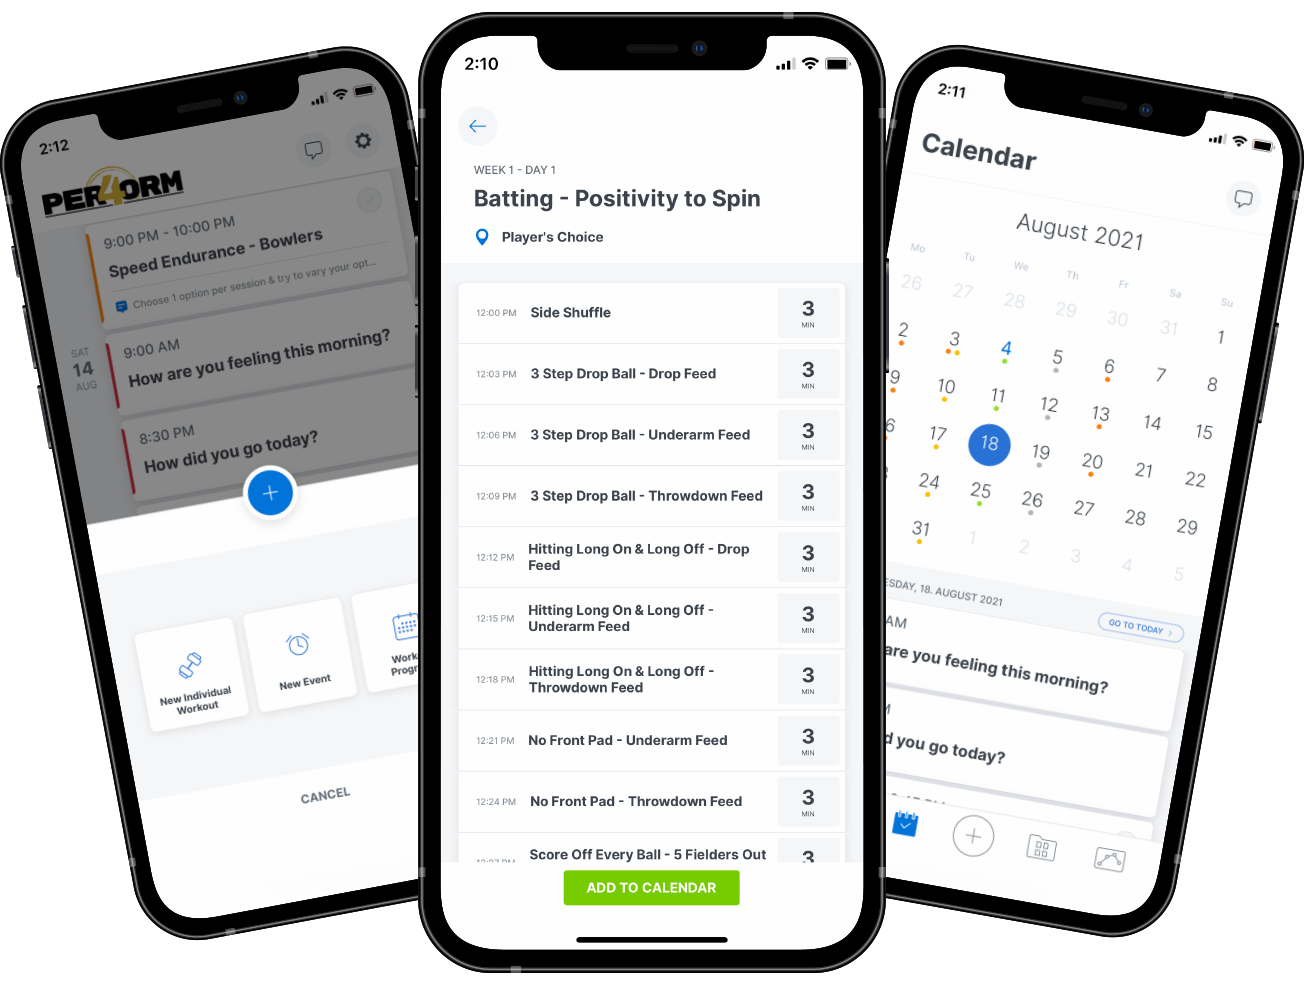 2:12
PER4ORM
9:00 PM - 10:00 PM
Speed Endurance - Bowlers
Choose 1 option per session & try to vary your opt...
SAT
14
AUG
9:00 AM
How are you feeling this morning?
8:30 PM
How did you go today?
New Individual
Workout
New Event
CANCEL
2:10
WEEK 1 - DAY 1
Batting - Positivity to Spin
Player's Choice
12:00 PM Side Shuffle 3 MIN
12:03 PM 3 Step Drop Ball - Drop Feed 3 MIN
12:06 PM 3 Step Drop Ball - Underarm Feed 3 MIN
12:09 PM 3 Step Drop Ball - Throwdown Feed 3 MIN
12:12 PM Hitting Long On & Long Off - Drop
Feed 3 MIN
12:15 PM Hitting Long On & Long Off -
Underarm Feed 3 MIN
12:18 PM Hitting Long On & Long Off -
Throwdown Feed 3 MIN
12:21 PM No Front Pad - Underarm Feed 3 MIN
12:24 PM No Front Pad - Throwdown Feed 3 MIN
12:27 PM Score Off Every Ball - 5 Fielders Out 3
ADD TO CALENDAR
2:11
Calendar
August 2021
Mo Tu We Th Fr Sa Su
26 27 28 29 30 31 1
2 3 4 5 6 7 8
9 10 11 12 13 14 15
6 17 18 19 20 21 22
24 25 26 27 28 29
31 1 2 3 4 5
ESDAY, 18. AUGUST 2021
GO TO TODAY
AM
are you feeling this morning?
d you go today?